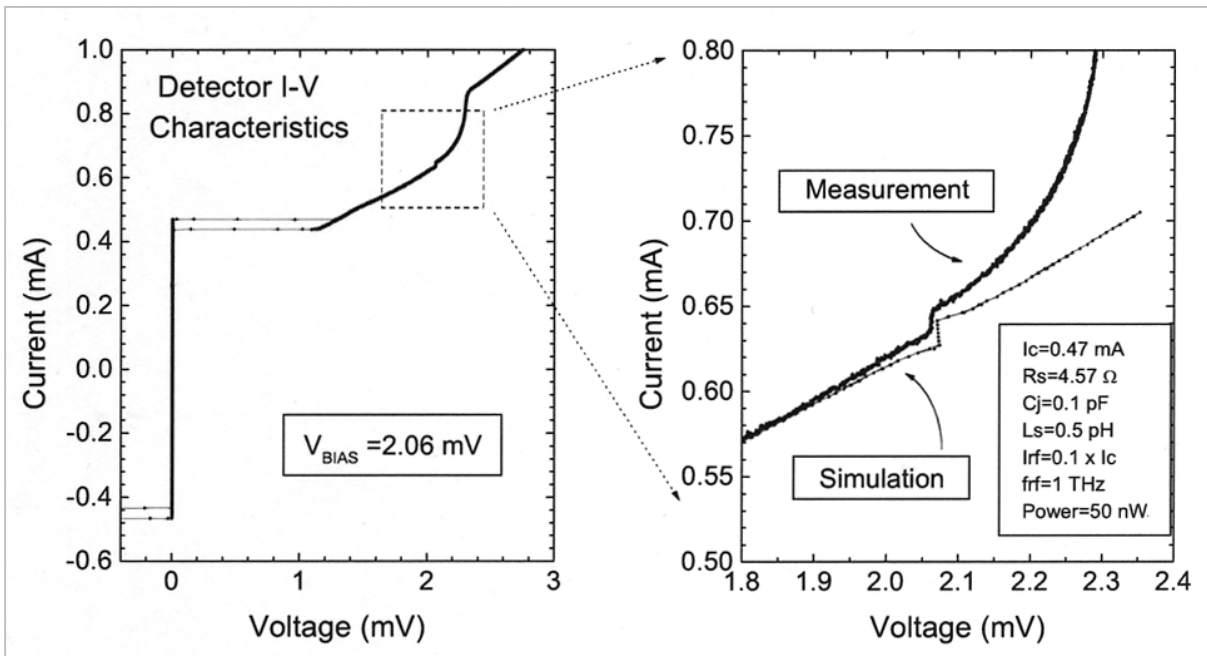 Detector I-V
Characteristics
V_BIAS =2.06 mV
1.0
0.8
0.6
0.4
0.2
0.0
-0.2
-0.4
-0.6
Current (mA)
0
1
2
3
Voltage (mV)
0.80
0.75
0.70
0.65
0.60
0.55
0.50
Current (mA)
Measurement
Simulation
Ic=0.47 mA
Rs=4.57 Ω
Cj=0.1 pF
Ls=0.5 pH
Irf=0.1 x Ic
frf=1 THz
Power=50 nW
1.8
1.9
2.0
2.1
2.2
2.3
2.4
Voltage (mV)